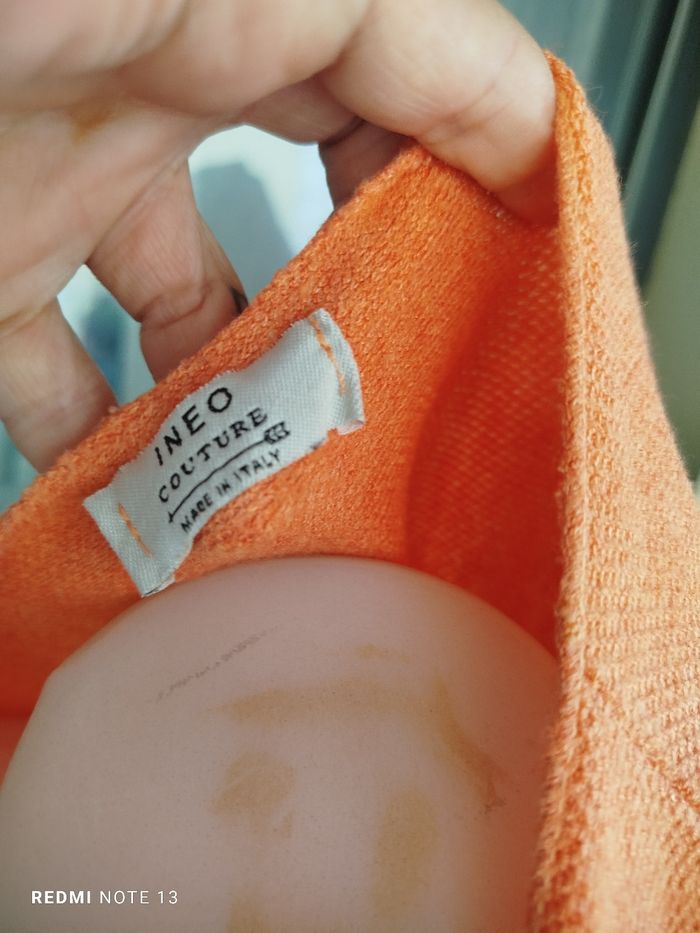 INEO
COUTURE
MADE IN ITALY
REDMI NOTE 13